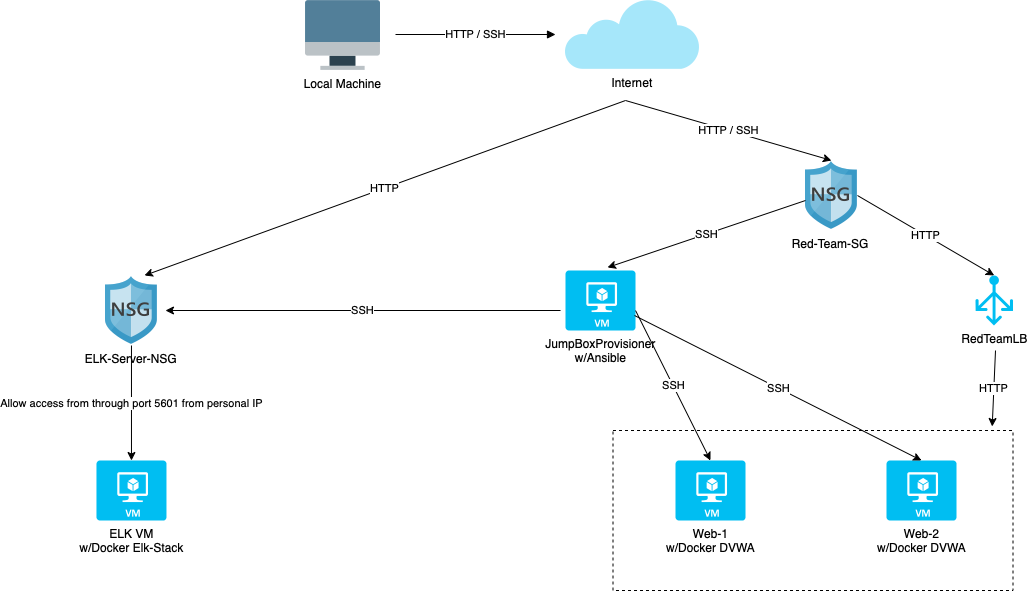 HTTP / SSH
Local Machine
Internet
HTTP / SSH
HTTP
NSG
Red-Team-SG
SSH
HTTP
NSG
ELK-Server-NSG
SSH
VM
JumpBoxProvisioner
w/Ansible
RedTeamLB
SSH
SSH
HTTP
Allow access from through port 5601 from personal IP
VM
ELK VM
w/Docker Elk-Stack
VM
Web-1
w/Docker DVWA
VM
Web-2
w/Docker DVWA